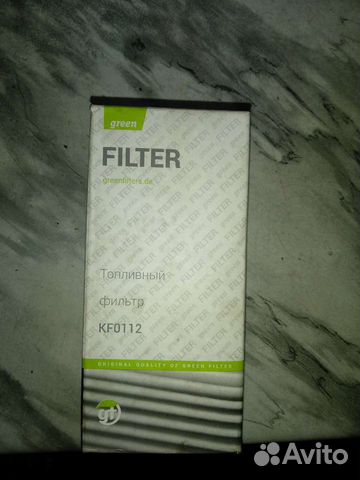 green
FILTER
greenfilters.de
Топливный
фильтр
KF0112
ORIGINAL QUALITY OF GREEN FILTER
gf
Avito